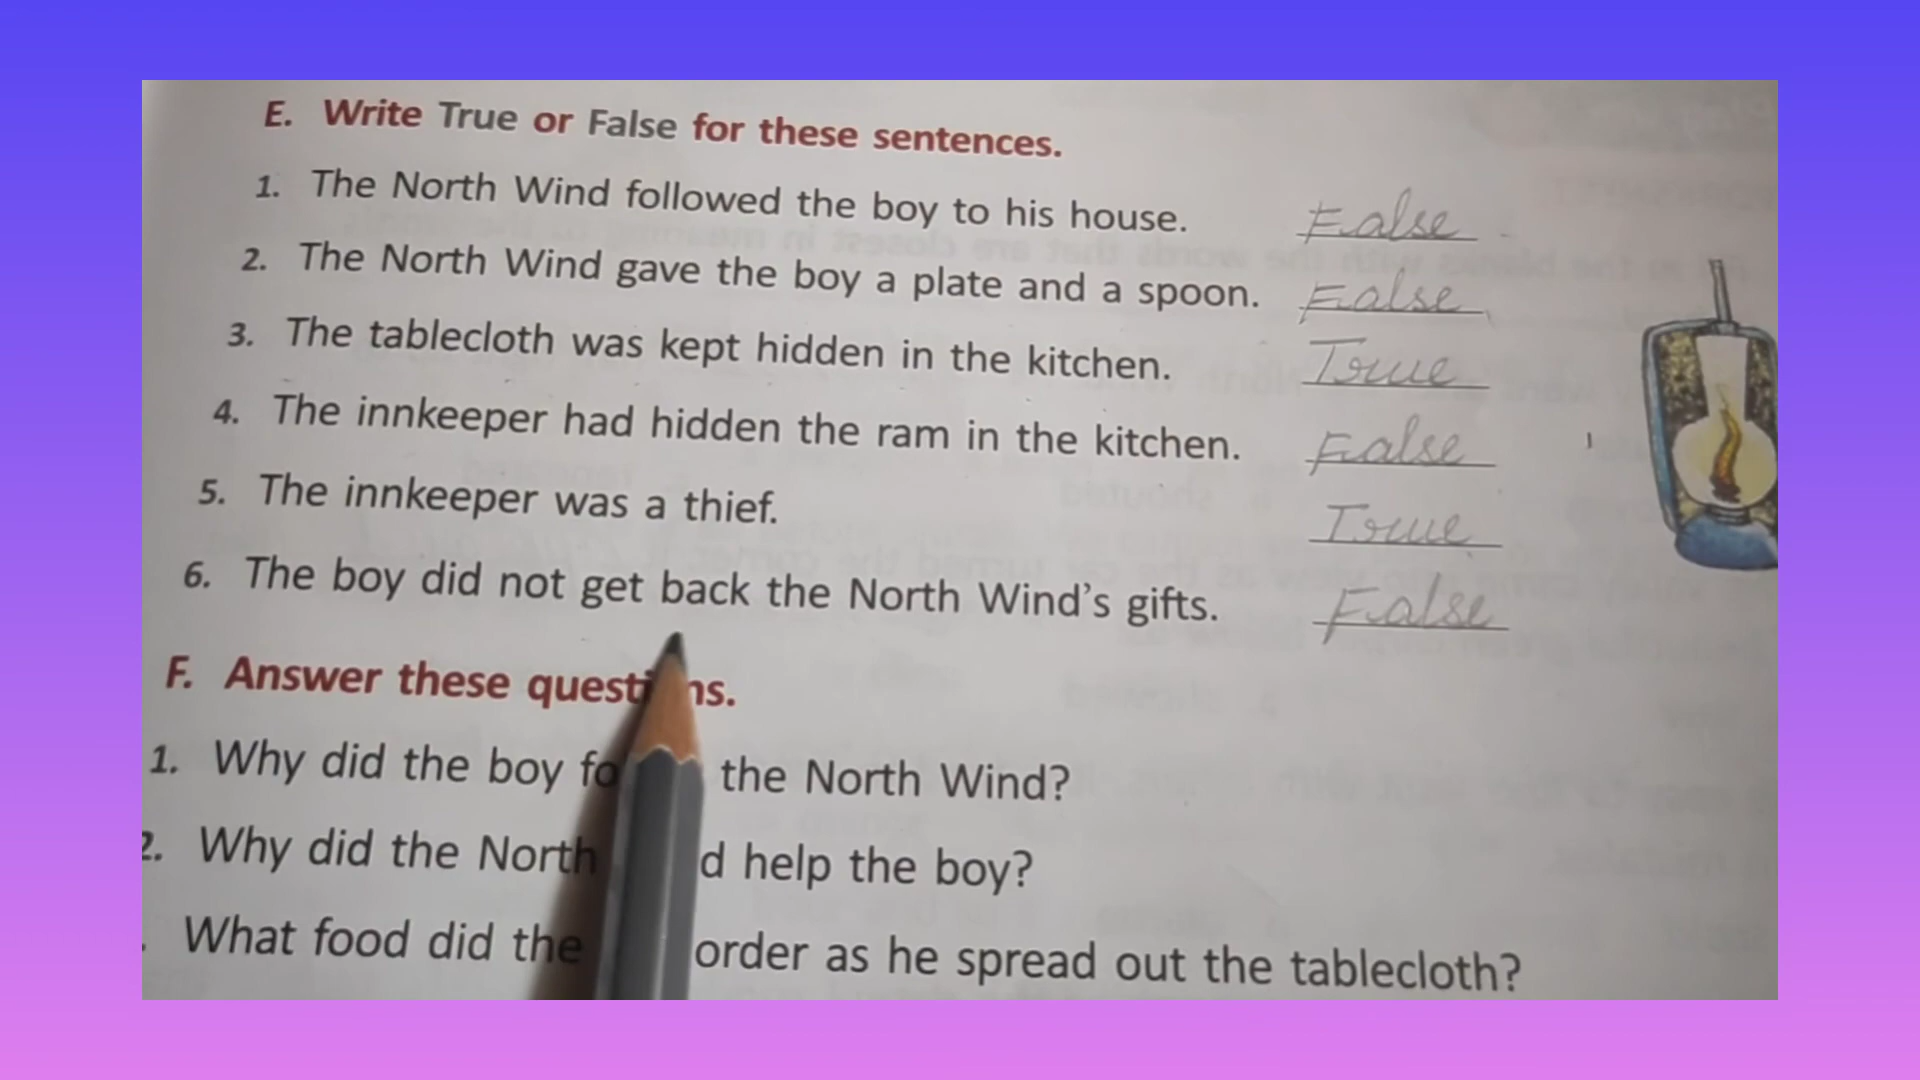 E. Write True or False for these sentences.
1. The North Wind followed the boy to his house. False
2. The North Wind gave the boy a plate and a spoon. False
3. The tablecloth was kept hidden in the kitchen. True
4. The innkeeper had hidden the ram in the kitchen. False
5. The innkeeper was a thief. True
6. The boy did not get back the North Wind's gifts. False
F. Answer these questions.
1. Why did the boy the North Wind?
2. Why did the North help the boy?
What food did the order as he spread out the tablecloth?